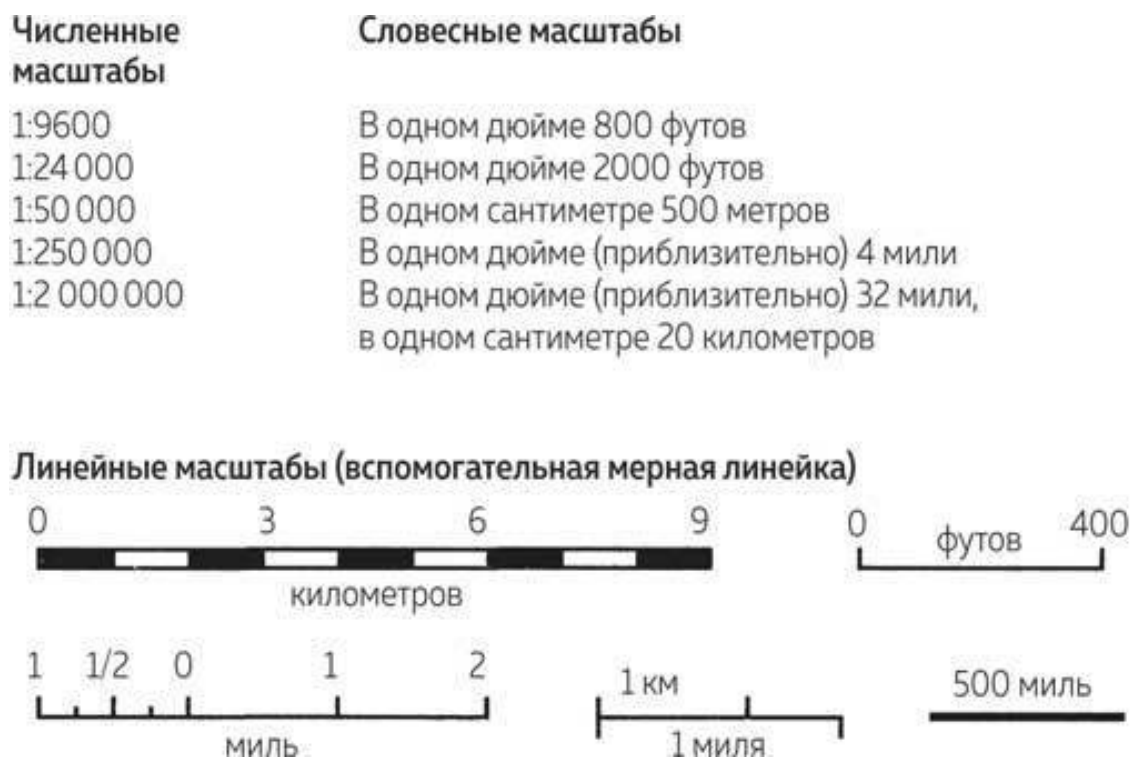 Численные
масштабы
Словесные масштабы
1:9600
В одном дюйме 800 футов
1:24 000
В одном дюйме 2000 футов
1:50 000
В одном сантиметре 500 метров
1:250 000
В одном дюйме (приблизительно) 4 мили
1:2 000 000
В одном дюйме (приблизительно) 32 мили,
в одном сантиметре 20 километров
Линейные масштабы (вспомогательная мерная линейка)
0 3 6 9
километров
0 футов 400
1 1/2 0 1 2
миль
1 км
1 миля
500 миль